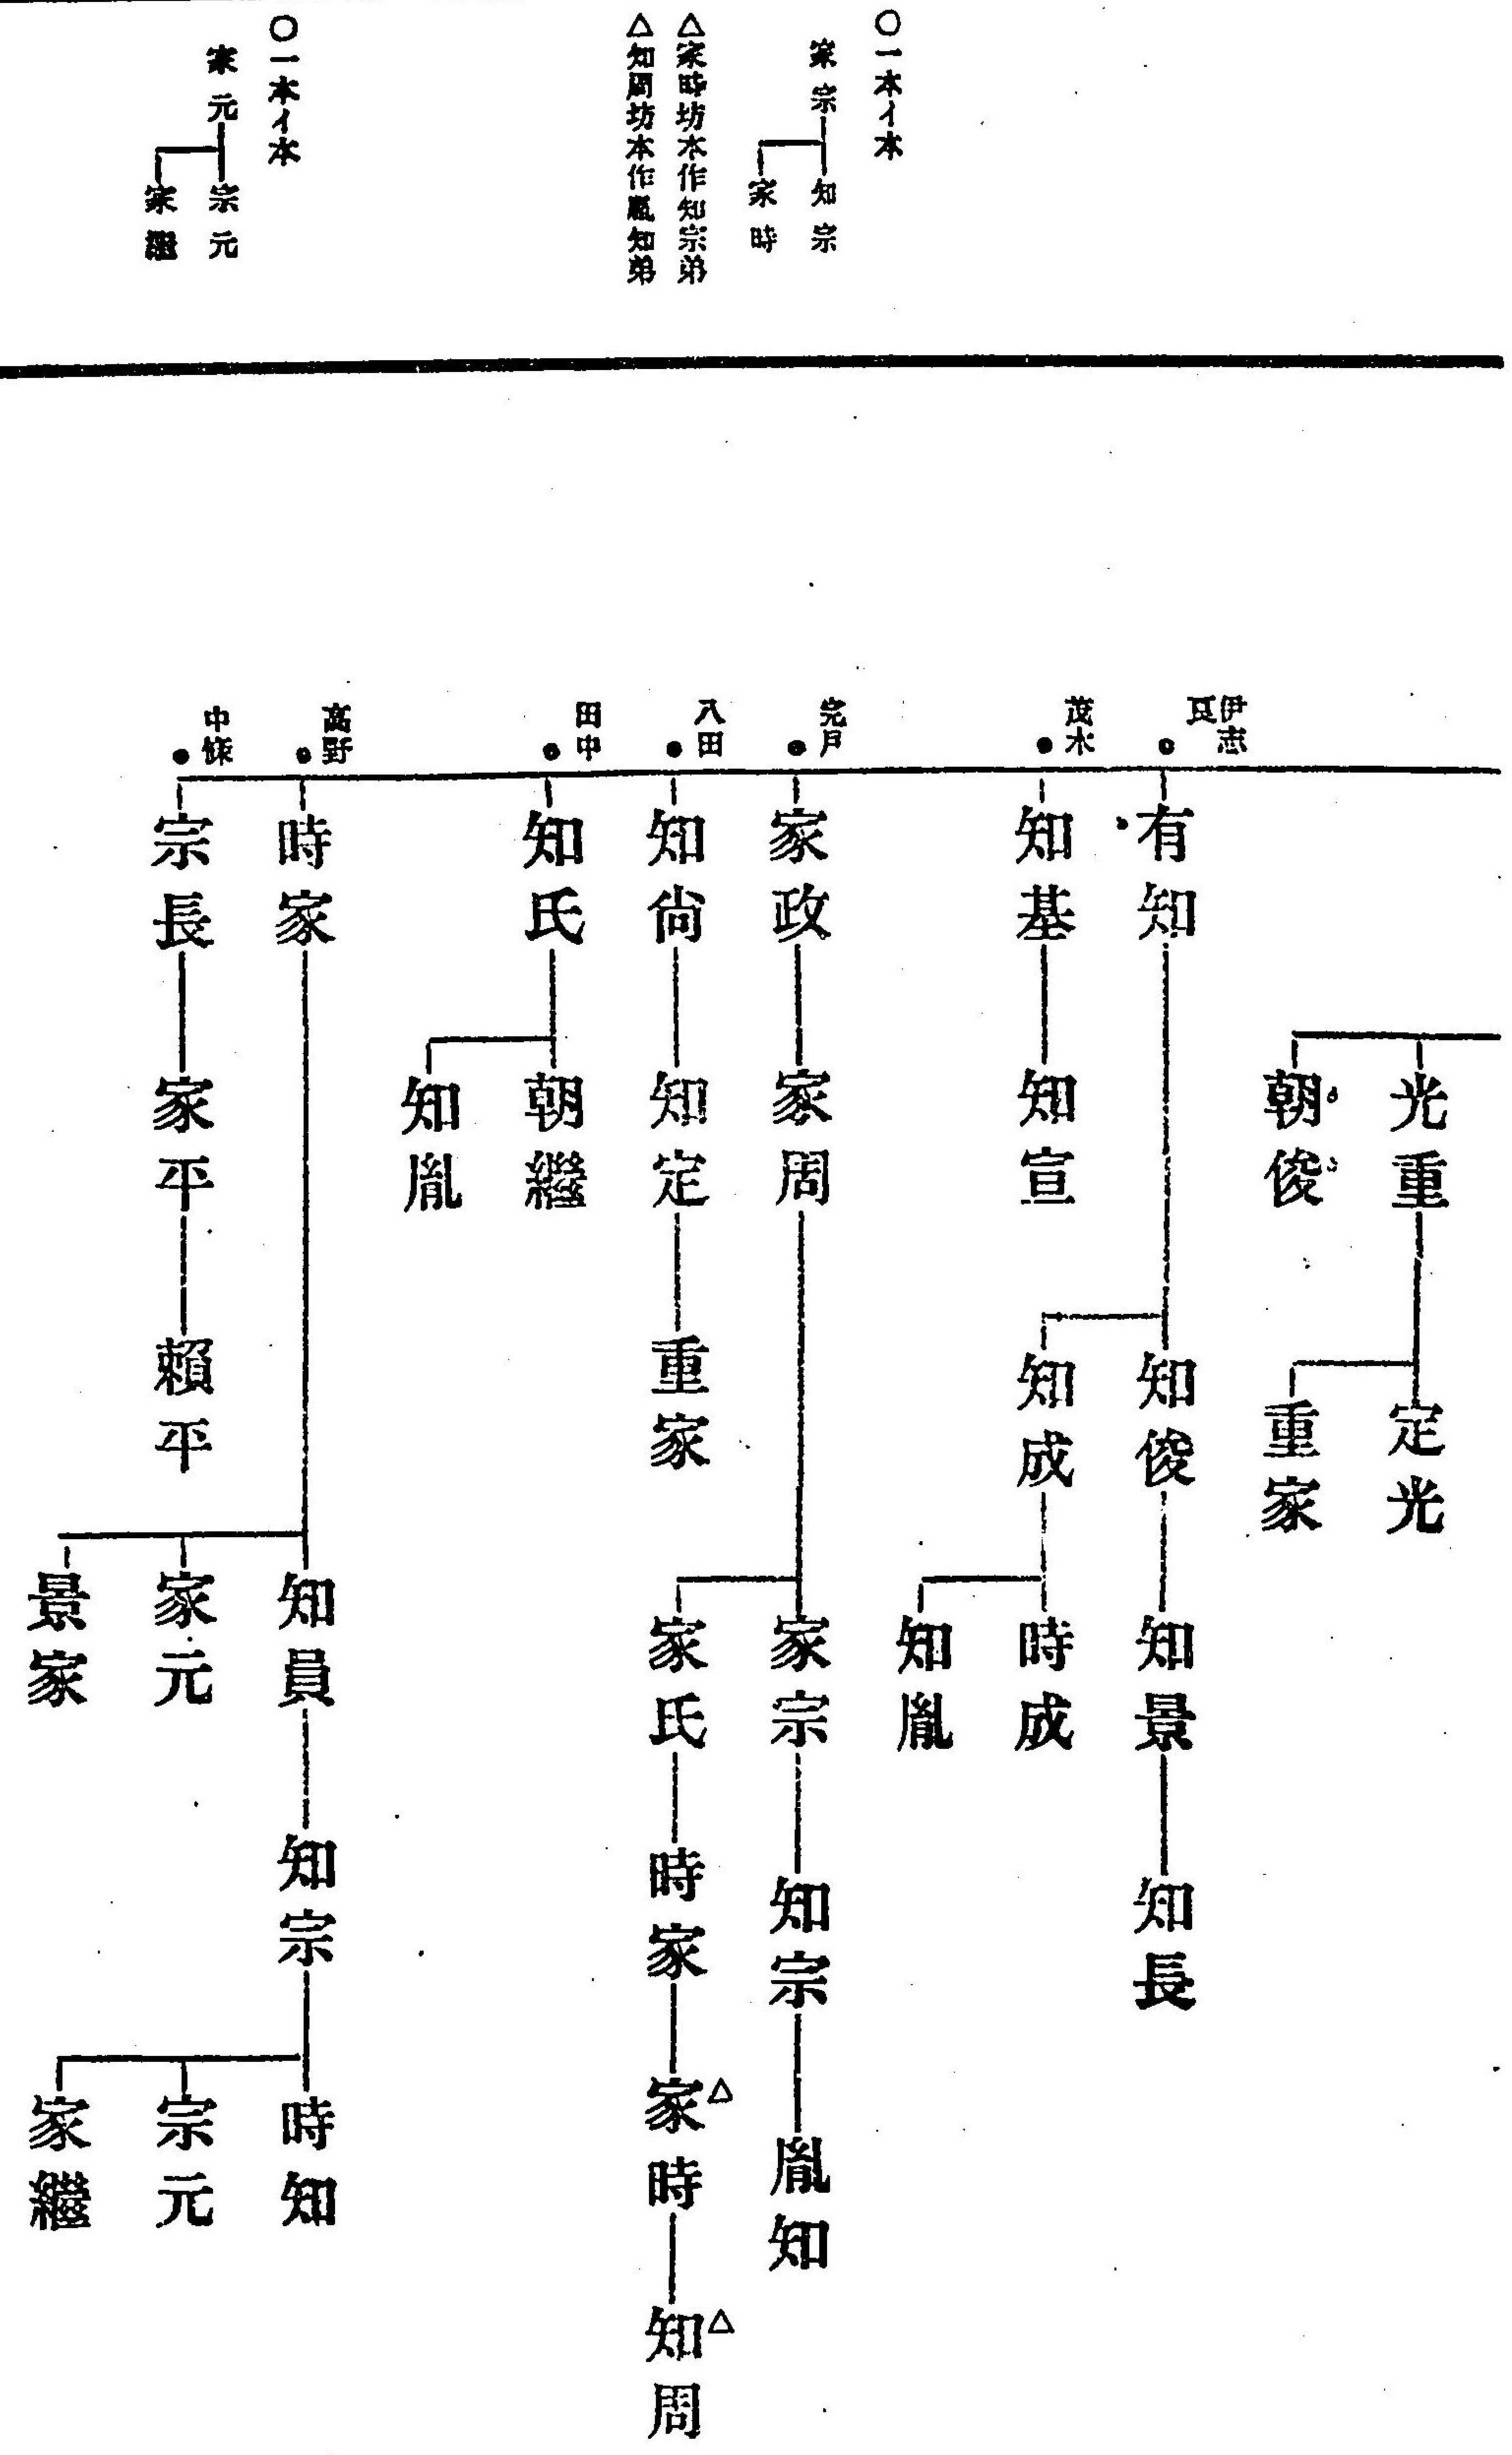 ○一本イ本
家宗
知宗
家時
△家時坊本作知宗弟
△知周坊本作胤知弟
○一本イ本
家元
宗元
家繼
光重
定光
重家
朝俊
伊志良
有知
知俊
知景
知長
知成
時成
知胤
茂木
知基
知宣
宍戸
家政
家周
家宗
知宗
胤知
家氏
時家
家時△
知周△
八田
知尙
知定
重家
田中
知氏
朝繼
知胤
高野
時家
知員
知宗
時知
宗元
家繼
家元
景家
中條
宗長
家平
賴平